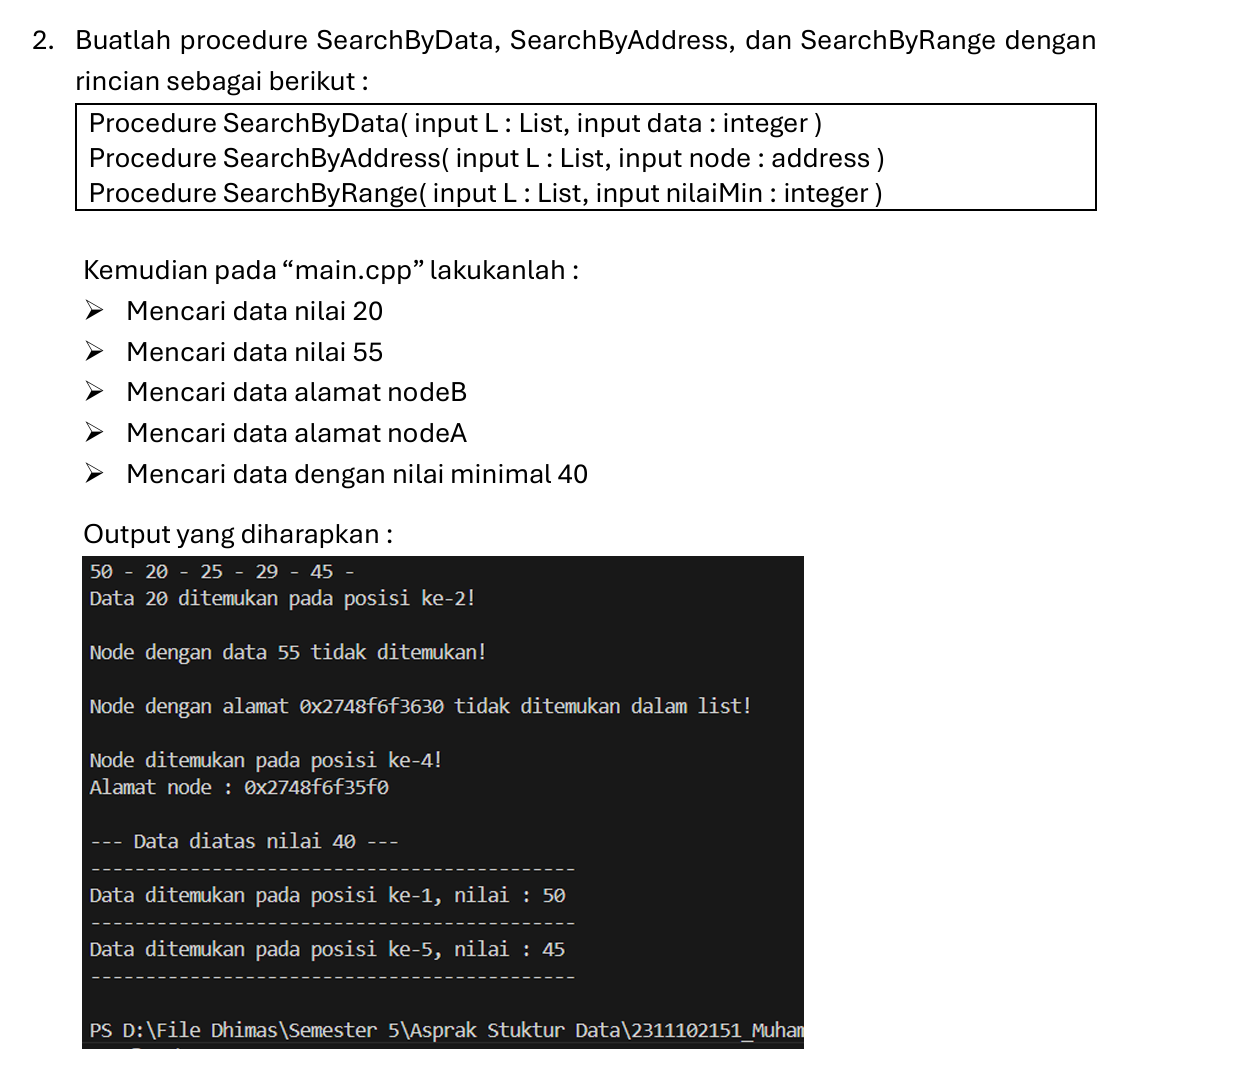 2. Buatlah procedure SearchByData, SearchByAddress, dan SearchByRange dengan
rincian sebagai berikut :
Procedure SearchByData( input L : List, input data : integer )
Procedure SearchByAddress( input L : List, input node : address )
Procedure SearchByRange( input L : List, input nilaiMin : integer )
Kemudian pada “main.cpp” lakukanlah :
➢ Mencari data nilai 20
➢ Mencari data nilai 55
➢ Mencari data alamat nodeB
➢ Mencari data alamat nodeA
➢ Mencari data dengan nilai minimal 40
Output yang diharapkan :
50 - 20 - 25 - 29 - 45 -
Data 20 ditemukan pada posisi ke-2!
Node dengan data 55 tidak ditemukan!
Node dengan alamat 0x2748f6f3630 tidak ditemukan dalam list!
Node ditemukan pada posisi ke-4!
Alamat node : 0x2748f6f35f0
--- Data diatas nilai 40 ---
--------------------------------------------
Data ditemukan pada posisi ke-1, nilai : 50
--------------------------------------------
Data ditemukan pada posisi ke-5, nilai : 45
--------------------------------------------
PS D:\File Dhimas\Semester 5\Asprak Stuktur Data\2311102151_Muham